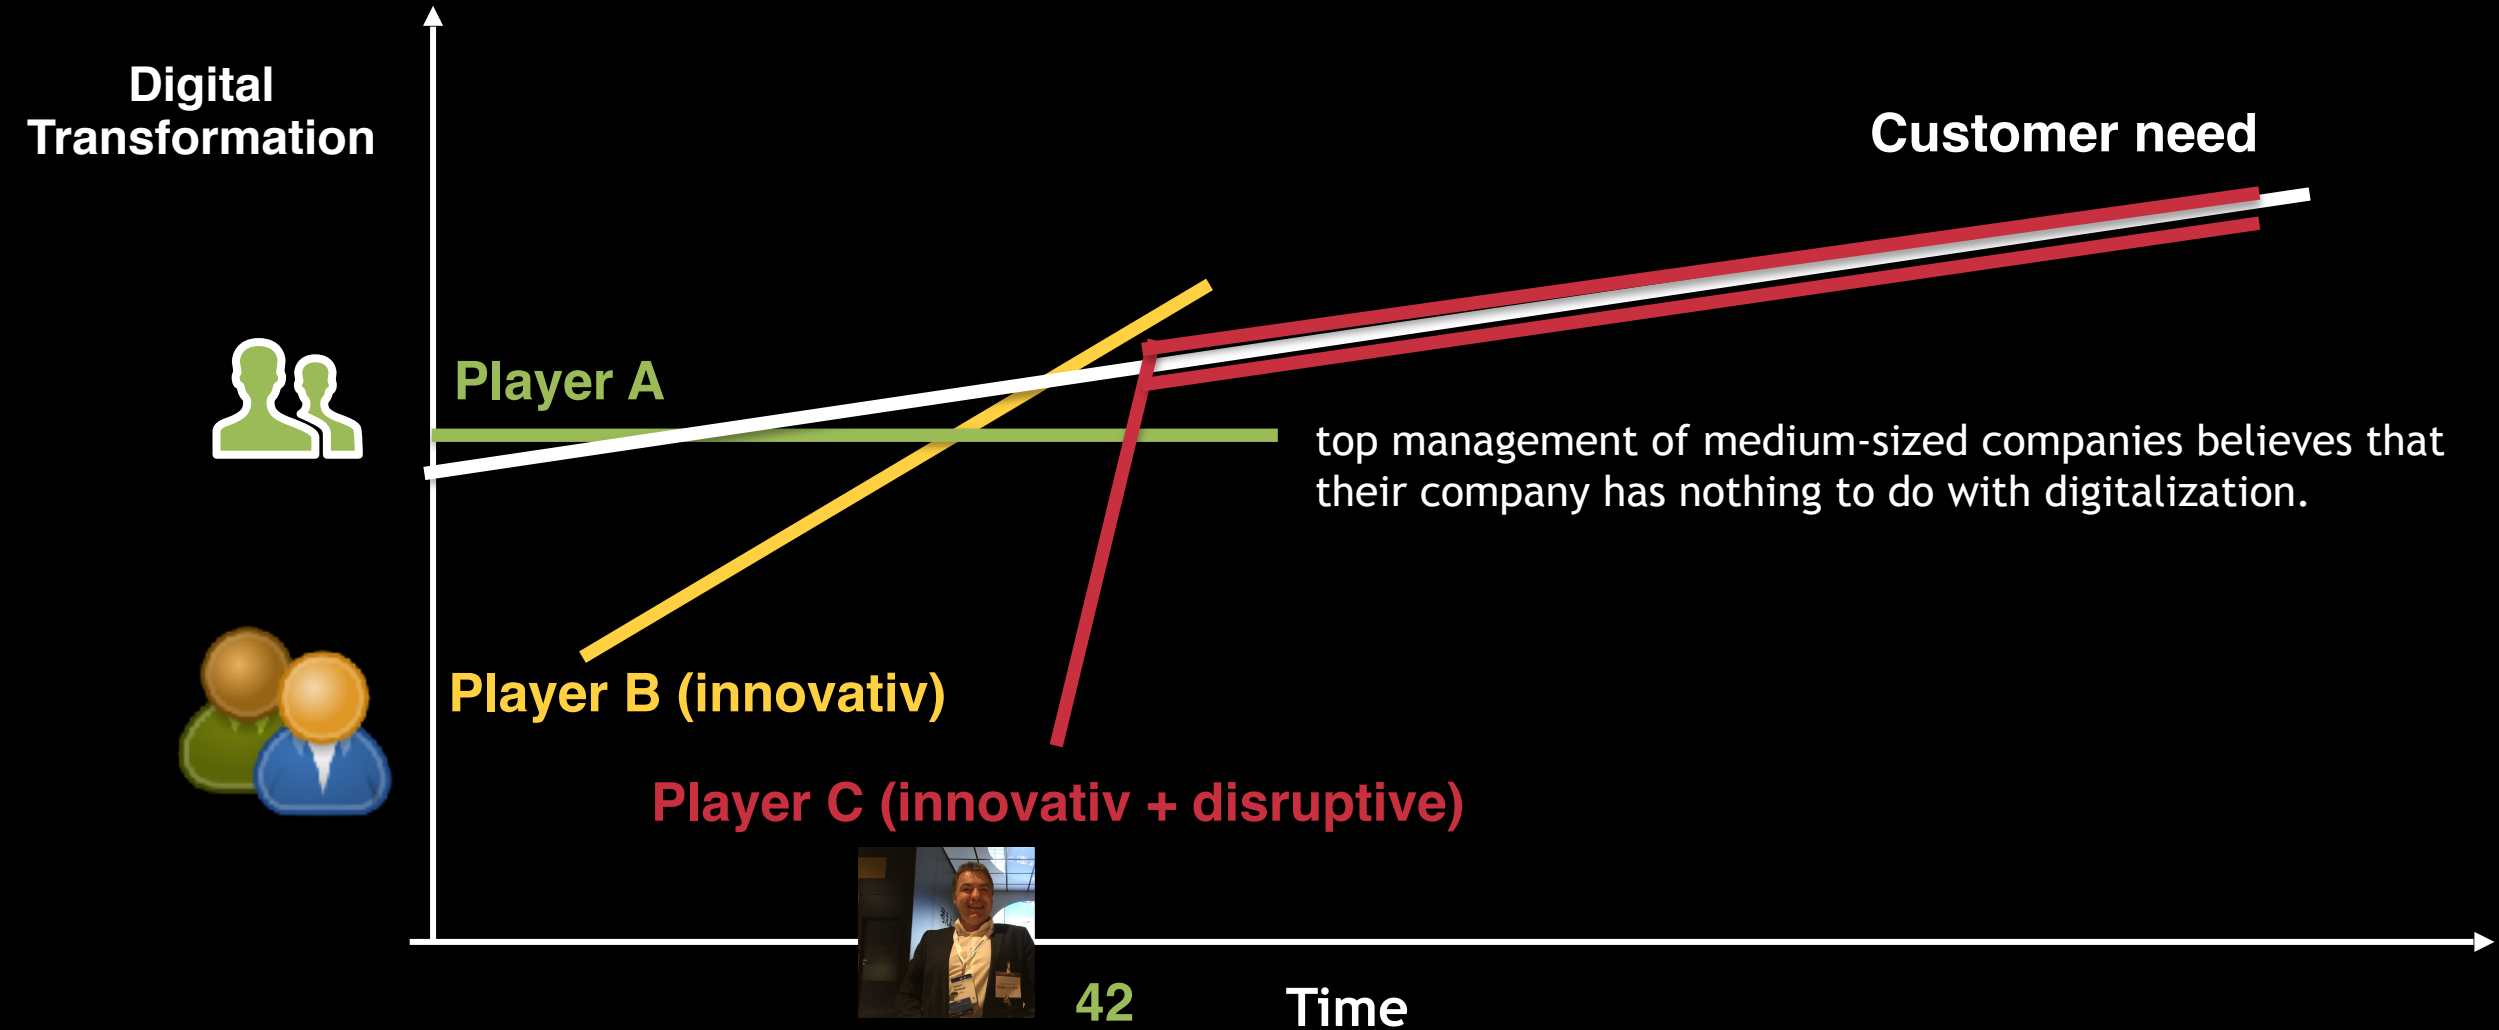 Digital
Transformation
Customer need
Player A
top management of medium-sized companies believes that
their company has nothing to do with digitalization.
Player B (innovativ)
Player C (innovativ + disruptive)
42
Time